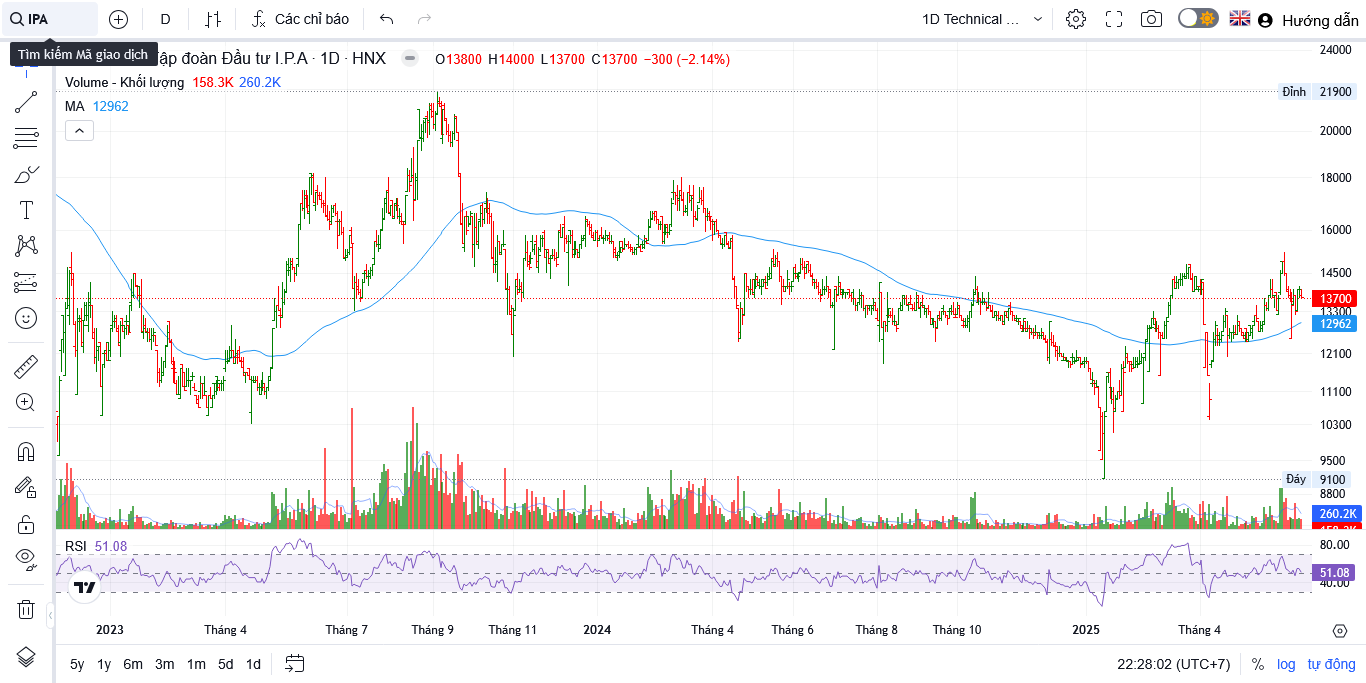 IPA
D
Các chỉ báo
1D Technical ...
Hướng dẫn
Tìm kiếm Mã giao dịch
ập đoàn Đầu tư I.P.A · 1D · HNX
O13800 H14000 L13700 C13700 −300 (−2.14%)
Volume - Khối lượng 158.3K 260.2K
MA 12962
24000
Đỉnh 21900
20000
18000
16000
14500
13700
13300
12962
12100
11100
10300
9500
Đáy 9100
8800
260.2K
158.3K
RSI 51.08
80.00
51.08
40.00
2023 Tháng 4 Tháng 7 Tháng 9 Tháng 11 2024 Tháng 4 Tháng 6 Tháng 8 Tháng 10 2025 Tháng 4
5y 1y 6m 3m 1m 5d 1d
22:28:02 (UTC+7) % log tự động